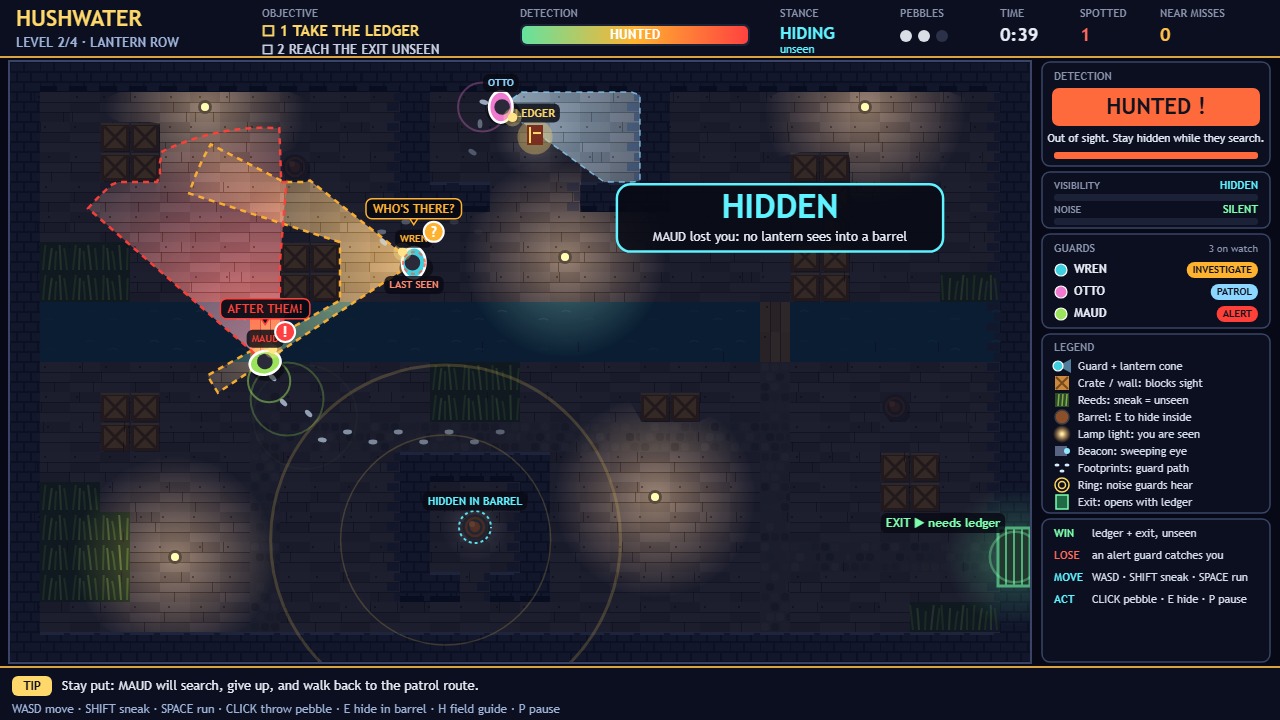 HUSHWATER
LEVEL 2/4 · LANTERN ROW
OBJECTIVE
1 TAKE THE LEDGER
2 REACH THE EXIT UNSEEN
DETECTION
HUNTED
STANCE
HIDING
unseen
PEBBLES
TIME
0:39
SPOTTED
1
NEAR MISSES
0
OTTO
LEDGER
WHO'S THERE?
WREN
?
LAST SEEN
AFTER THEM!
MAUD
!
HIDDEN
MAUD lost you: no lantern sees into a barrel
HIDDEN IN BARREL
EXIT ▶ needs ledger
DETECTION
HUNTED !
Out of sight. Stay hidden while they search.
VISIBILITY
HIDDEN
NOISE
SILENT
GUARDS
3 on watch
WREN
INVESTIGATE
OTTO
PATROL
MAUD
ALERT
LEGEND
Guard + lantern cone
Crate / wall: blocks sight
Reeds: sneak = unseen
Barrel: E to hide inside
Lamp light: you are seen
Beacon: sweeping eye
Footprints: guard path
Ring: noise guards hear
Exit: opens with ledger
WIN ledger + exit, unseen
LOSE an alert guard catches you
MOVE WASD · SHIFT sneak · SPACE run
ACT CLICK pebble · E hide · P pause
TIP Stay put: MAUD will search, give up, and walk back to the patrol route.
WASD move · SHIFT sneak · SPACE run · CLICK throw pebble · E hide in barrel · H field guide · P pause